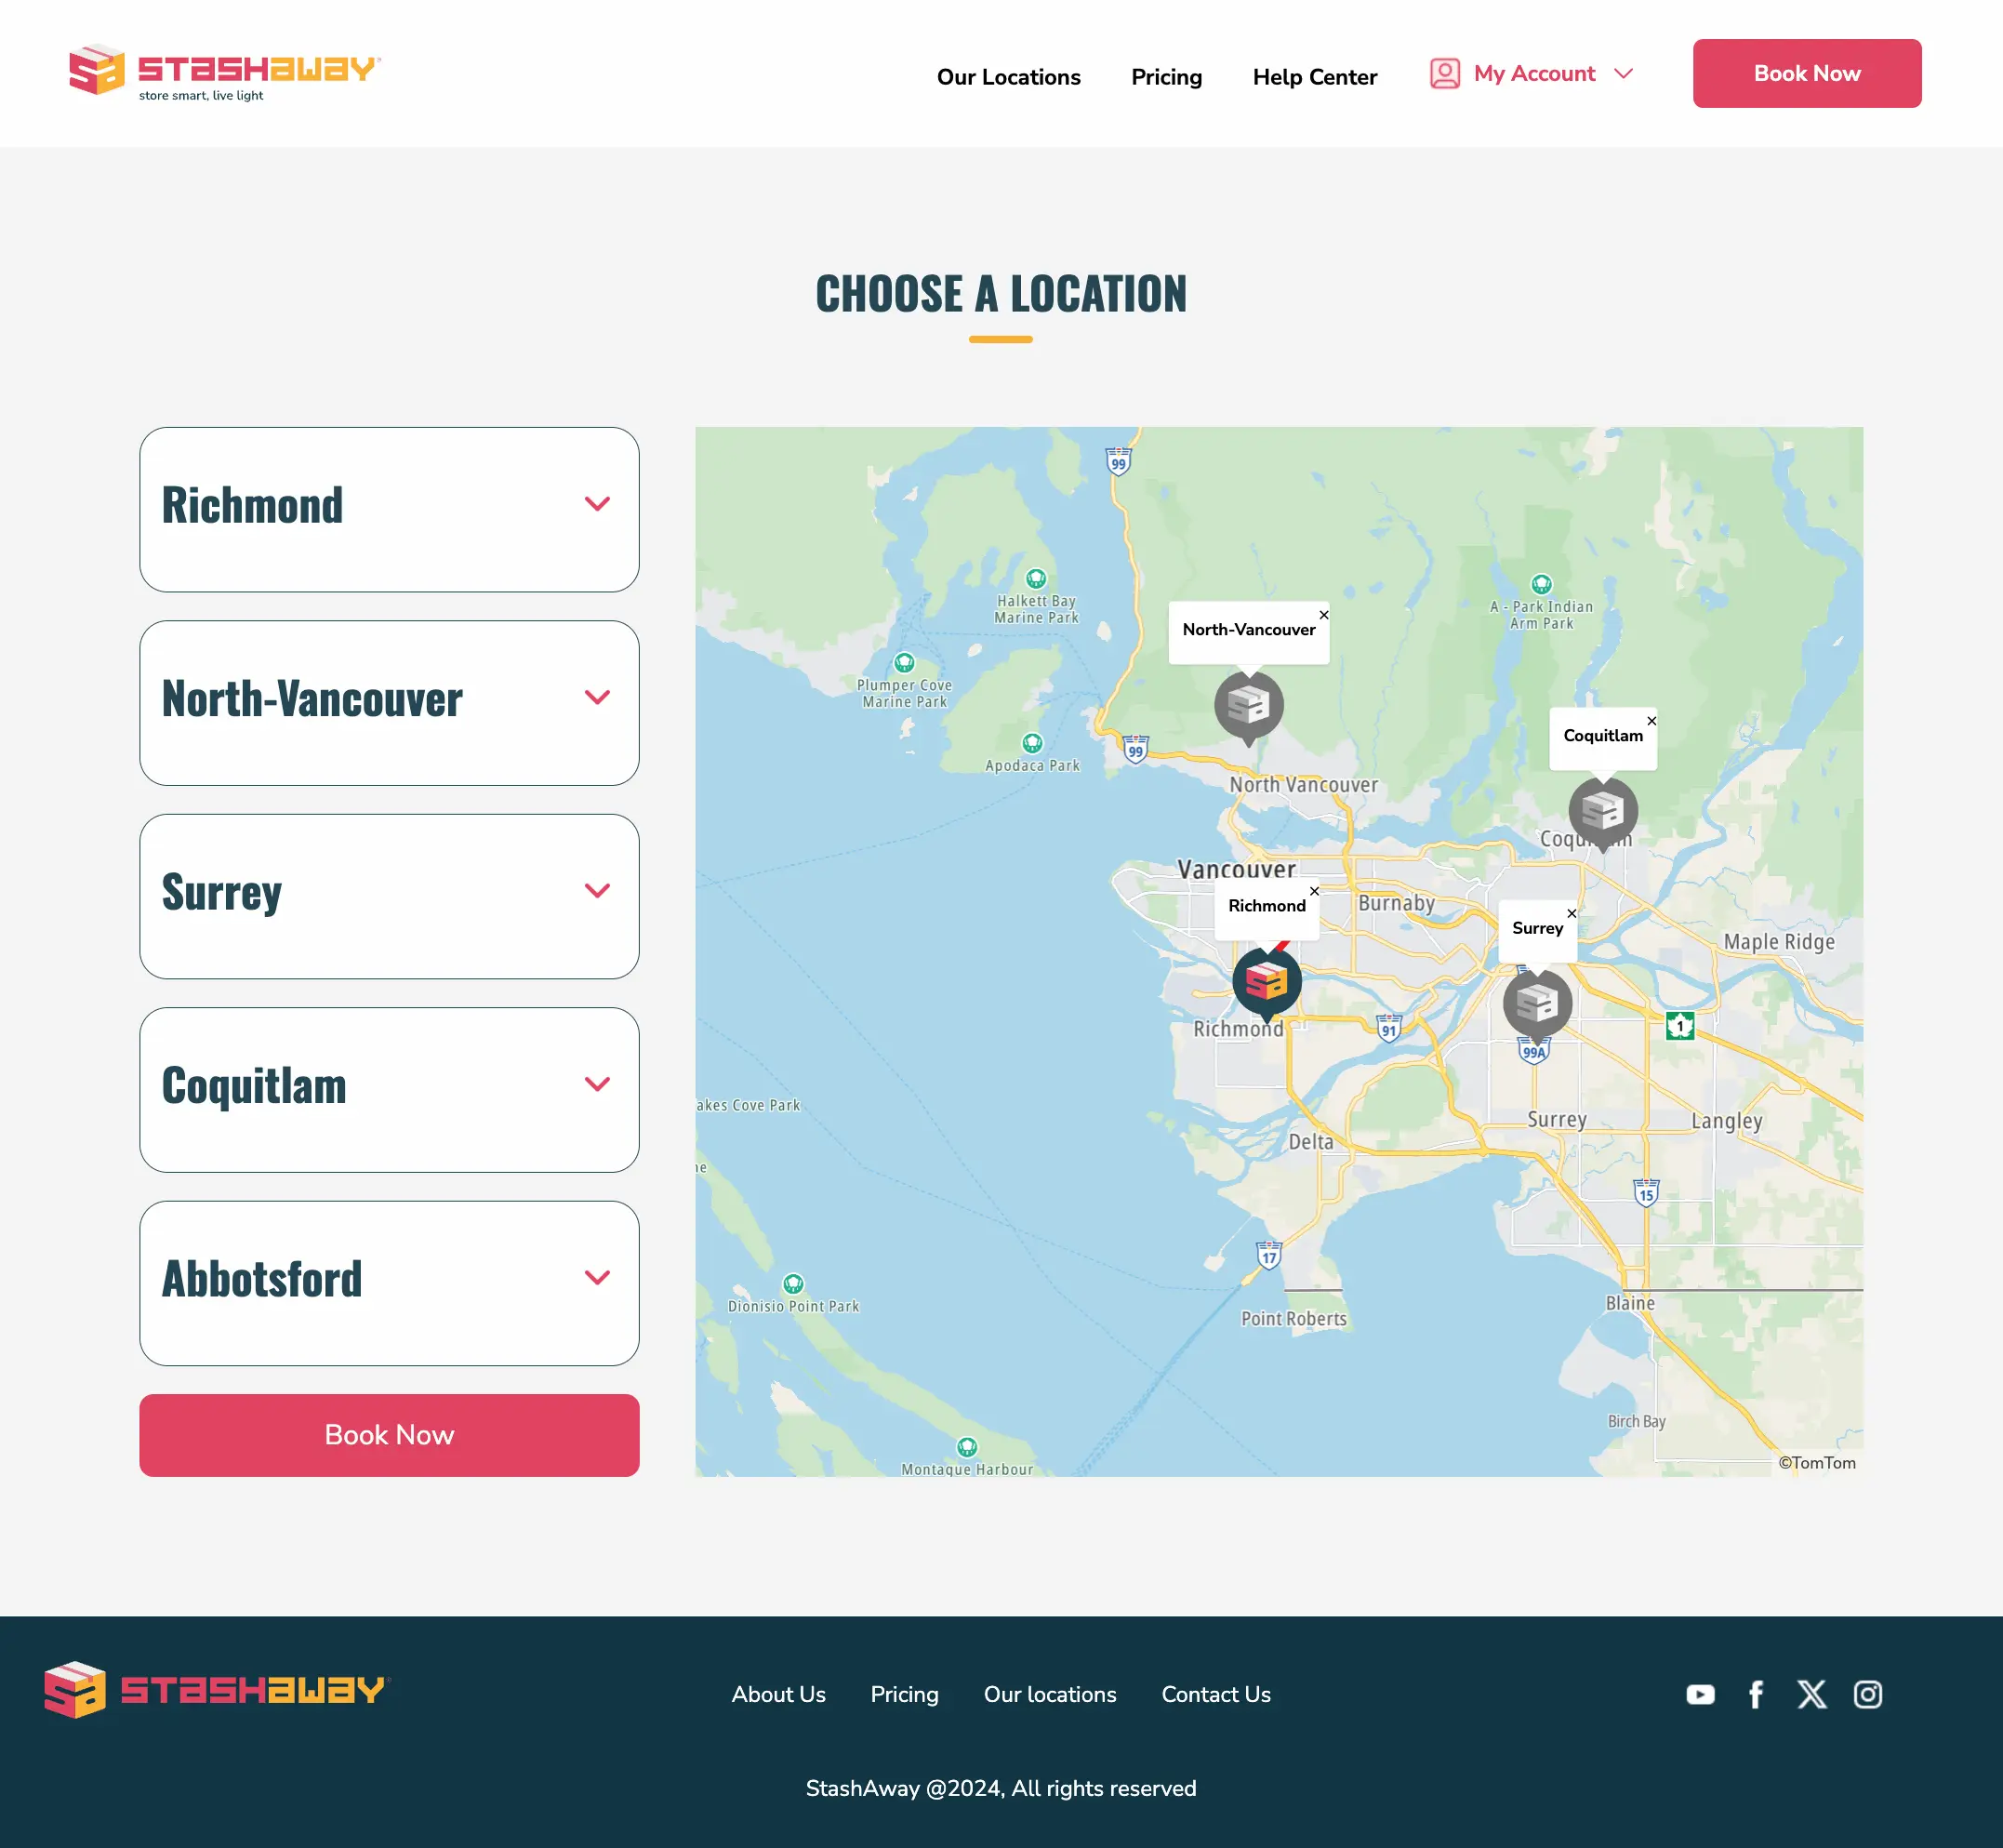 STASHAWAY
store smart, live light
Our Locations
Pricing
Help Center
My Account
Book Now
CHOOSE A LOCATION
Richmond
North-Vancouver
Surrey
Coquitlam
Abbotsford
Book Now
99
Halkett Bay
Marine Park
A - Park Indian
Arm Park
North-Vancouver
×
Plumper Cove
Marine Park
Coquitlam
×
99
Apodaca Park
North Vancouver
Vancouver
Richmond
×
Burnaby
Surrey
×
Maple Ridge
Richmond
91
1
99A
akes Cove Park
Surrey
Langley
Delta
ne
15
17
Dionisio Point Park
Point Roberts
Blaine
Birch Bay
Montague Harbour
©TomTom
STASHAWAY
About Us
Pricing
Our locations
Contact Us
StashAway @2024, All rights reserved